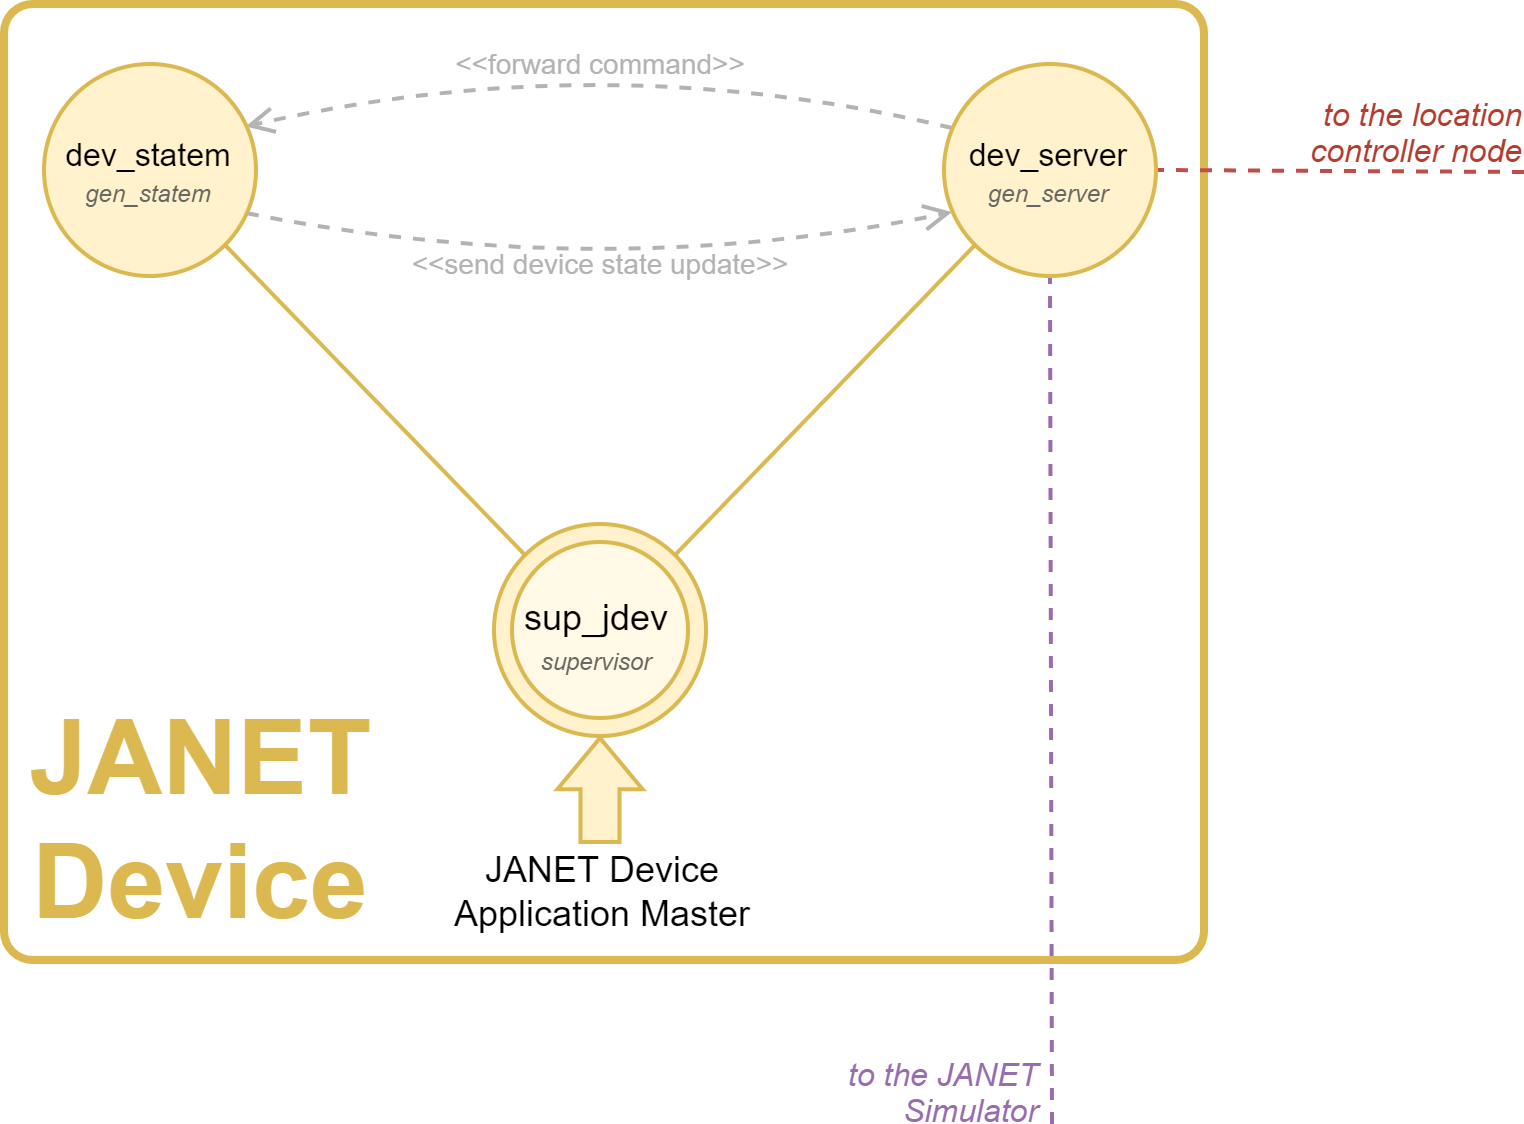 <<forward command>>
to the location
controller node
dev_statem
gen_statem
dev_server
gen_server
<<send device state update>>
sup_jdev
supervisor
JANET
Device
JANET Device
Application Master
to the JANET
Simulator